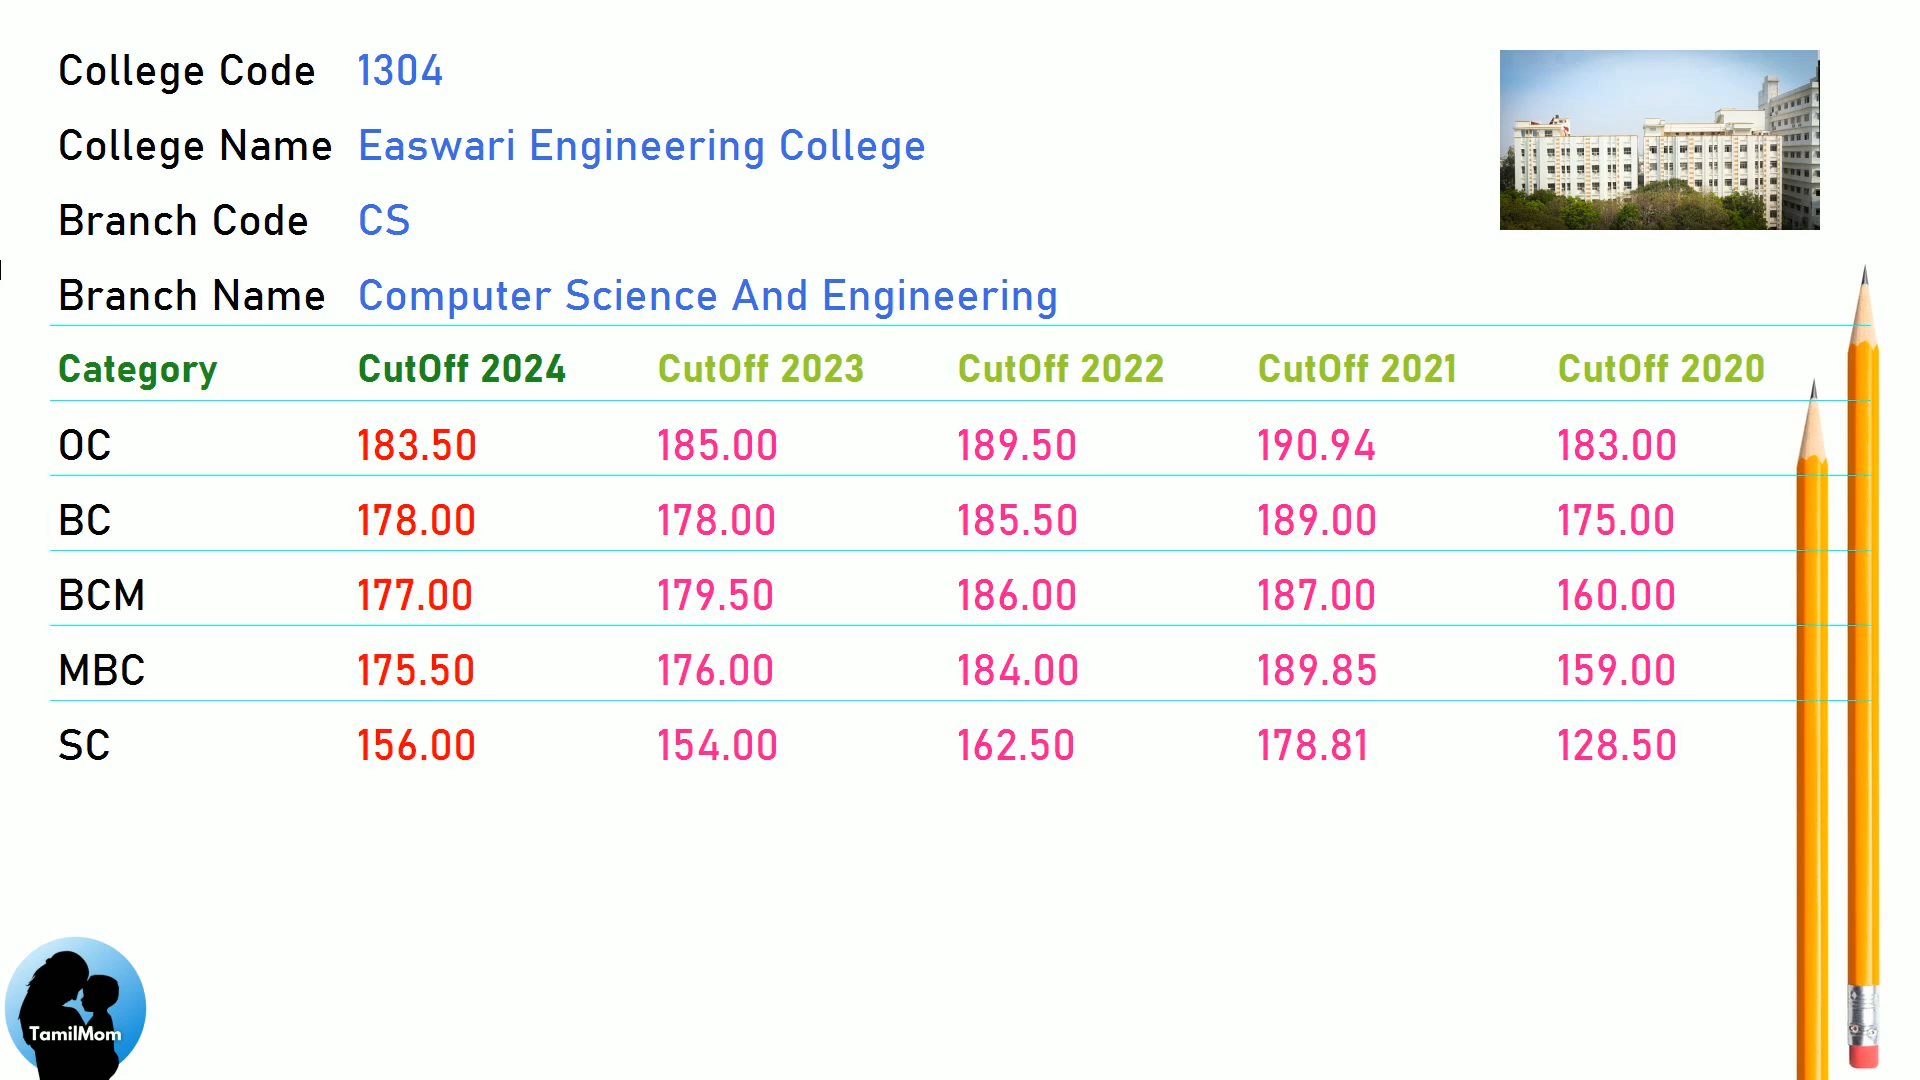 College Code 1304
College Name Easwari Engineering College
Branch Code CS
Branch Name Computer Science And Engineering
Category CutOff 2024 CutOff 2023 CutOff 2022 CutOff 2021 CutOff 2020
OC 183.50 185.00 189.50 190.94 183.00
BC 178.00 178.00 185.50 189.00 175.00
BCM 177.00 179.50 186.00 187.00 160.00
MBC 175.50 176.00 184.00 189.85 159.00
SC 156.00 154.00 162.50 178.81 128.50
TamilMom